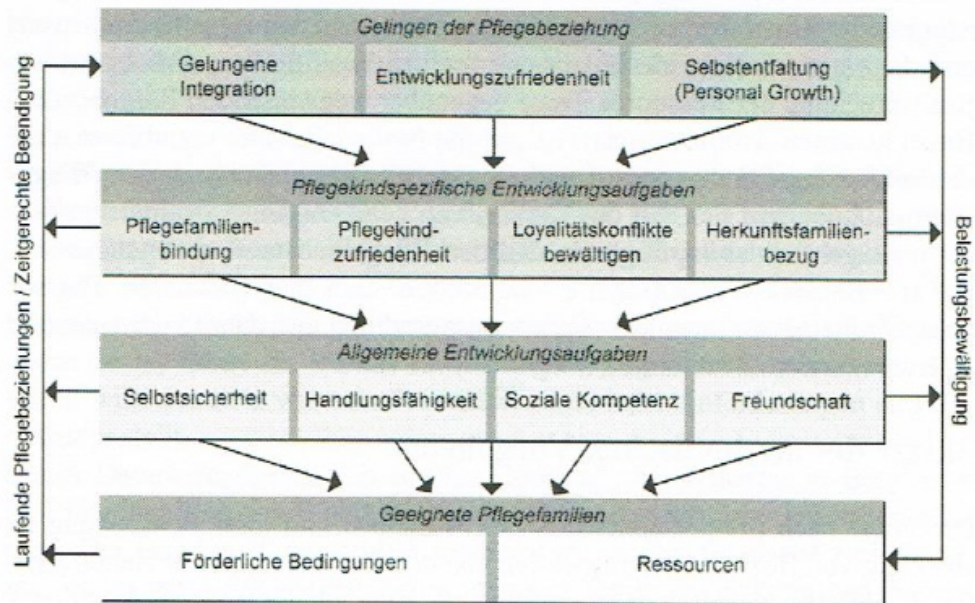 Gelingen der Pflegebeziehung
Gelungene
Integration
Entwicklungszufriedenheit
Selbstentfaltung
(Personal Growth)
Pflegekindspezifische Entwicklungsaufgaben
Pflegefamilien-
bindung
Pflegekind-
zufriedenheit
Loyalitätskonflikte
bewältigen
Herkunftsfamilien-
bezug
Allgemeine Entwicklungsaufgaben
Selbstsicherheit
Handlungsfähigkeit
Soziale Kompetenz
Freundschaft
Geeignete Pflegefamilien
Förderliche Bedingungen
Ressourcen
Laufende Pflegebeziehungen / Zeitgerechte Beendigung
Belastungsbewältigung